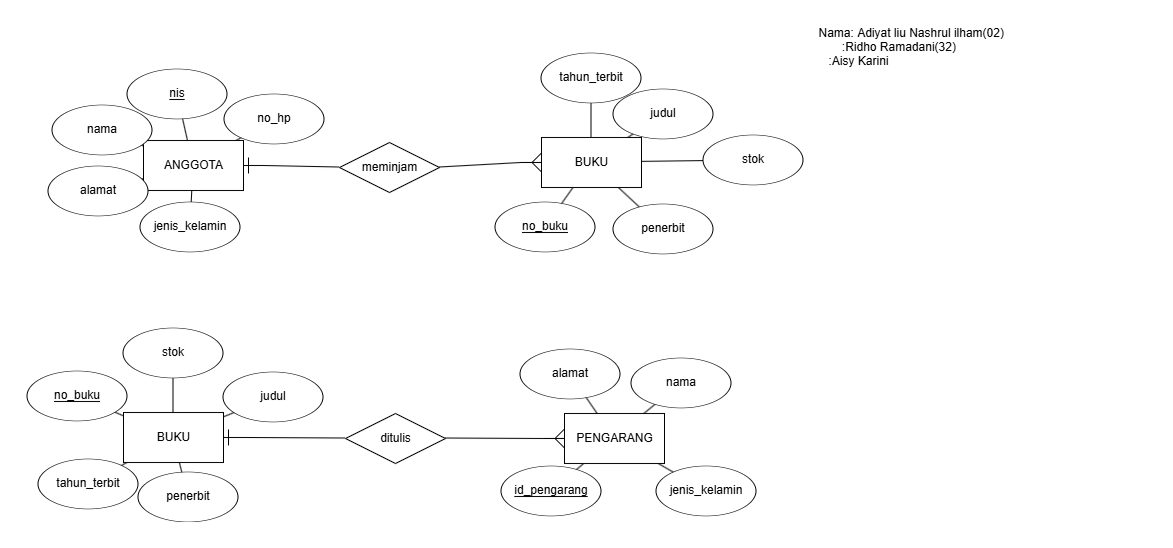 Nama: Adiyat liu Nashrul ilham(02)
:Ridho Ramadani(32)
:Aisy Karini
nis
nama
no_hp
ANGGOTA
alamat
jenis_kelamin
meminjam
tahun_terbit
judul
BUKU
stok
no_buku
penerbit
stok
no_buku
judul
BUKU
tahun_terbit
penerbit
ditulis
alamat
nama
PENGARANG
id_pengarang
jenis_kelamin